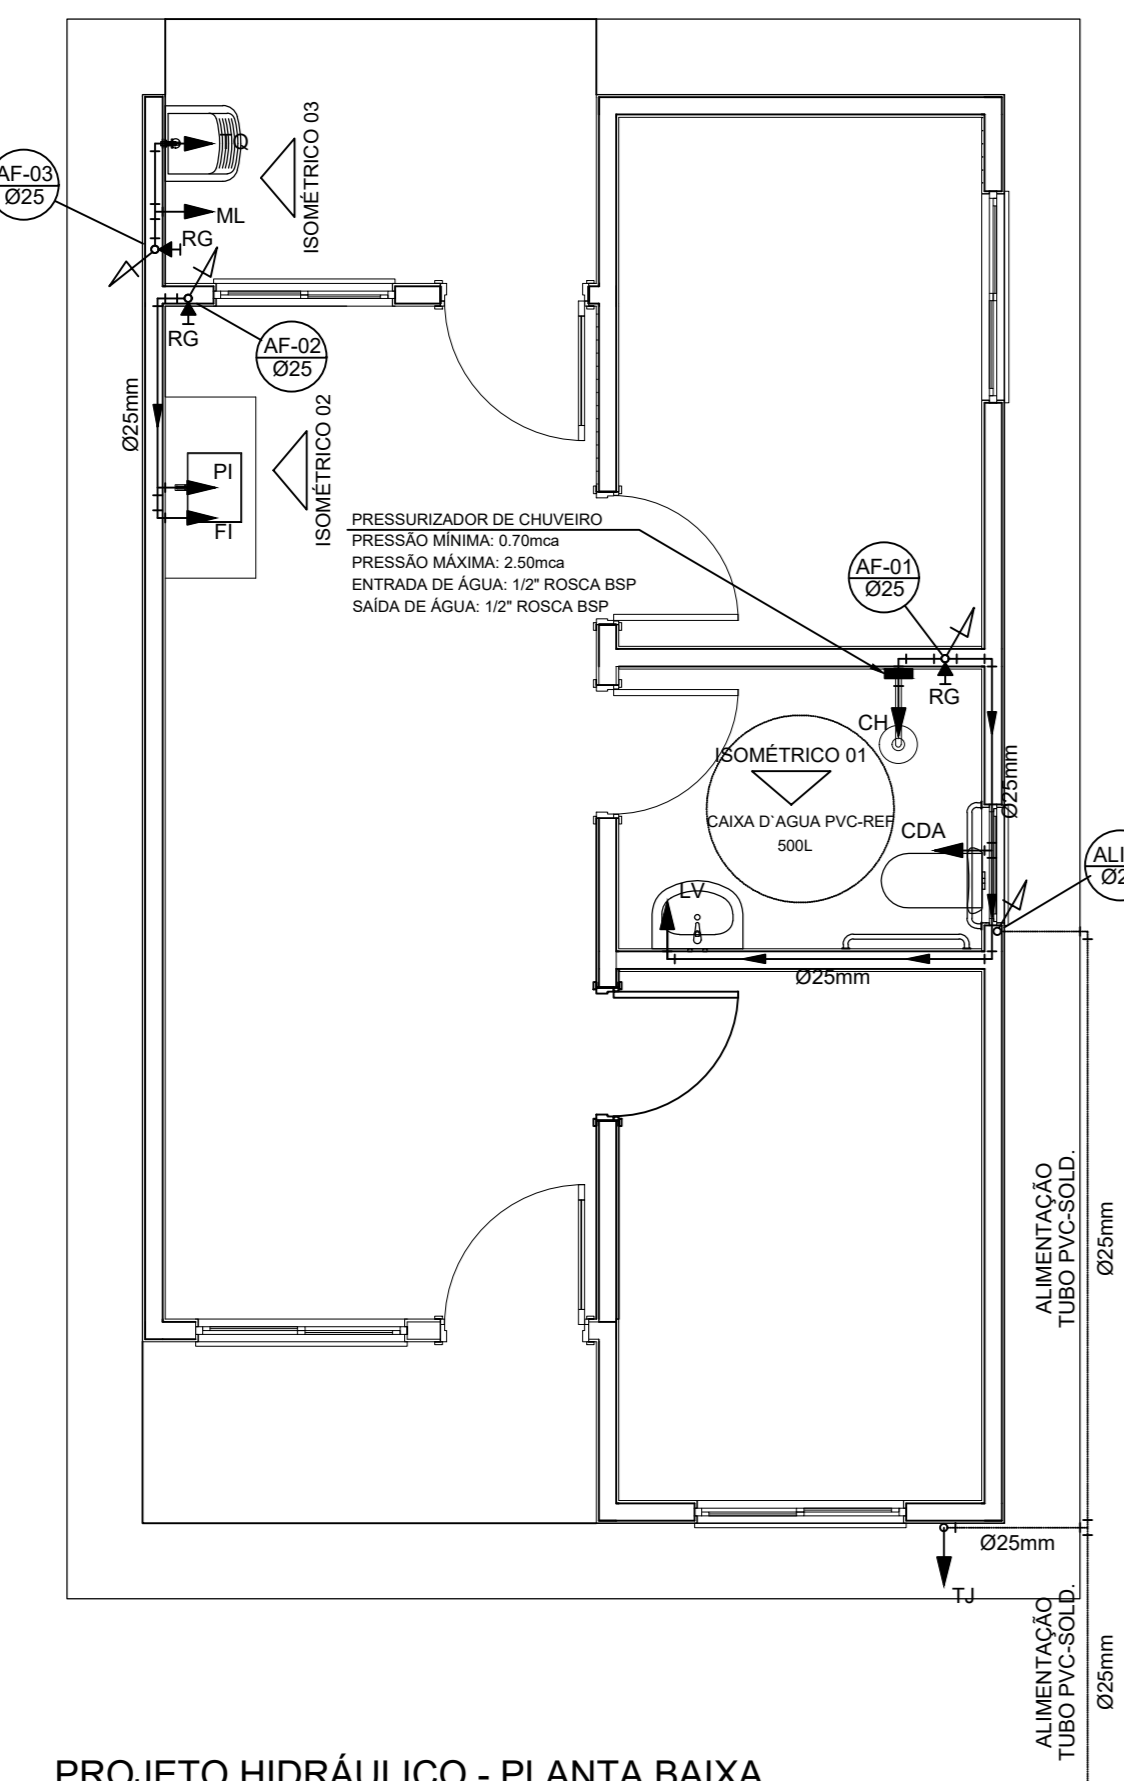 ISOMÉTRICO 03
TQ
AF-03
Ø25
ML
RG
RG
AF-02
Ø25
Ø25mm
ISOMÉTRICO 02
PI
FI
PRESSURIZADOR DE CHUVEIRO
PRESSÃO MÍNIMA: 0.70mca
PRESSÃO MÁXIMA: 2.50mca
ENTRADA DE ÁGUA: 1/2" ROSCA BSP
SAÍDA DE ÁGUA: 1/2" ROSCA BSP
AF-01
Ø25
RG
CH
ISOMÉTRICO 01
Ø25mm
CAIXA D`AGUA PVC-REF
500L
CDA
ALI
Ø2
LV
Ø25mm
ALIMENTAÇÃO
TUBO PVC-SOLD.
Ø25mm
Ø25mm
TJ
ALIMENTAÇÃO
TUBO PVC-SOLD.
Ø25mm
PROJETO HIDRÁULICO - PLANTA BAIXA